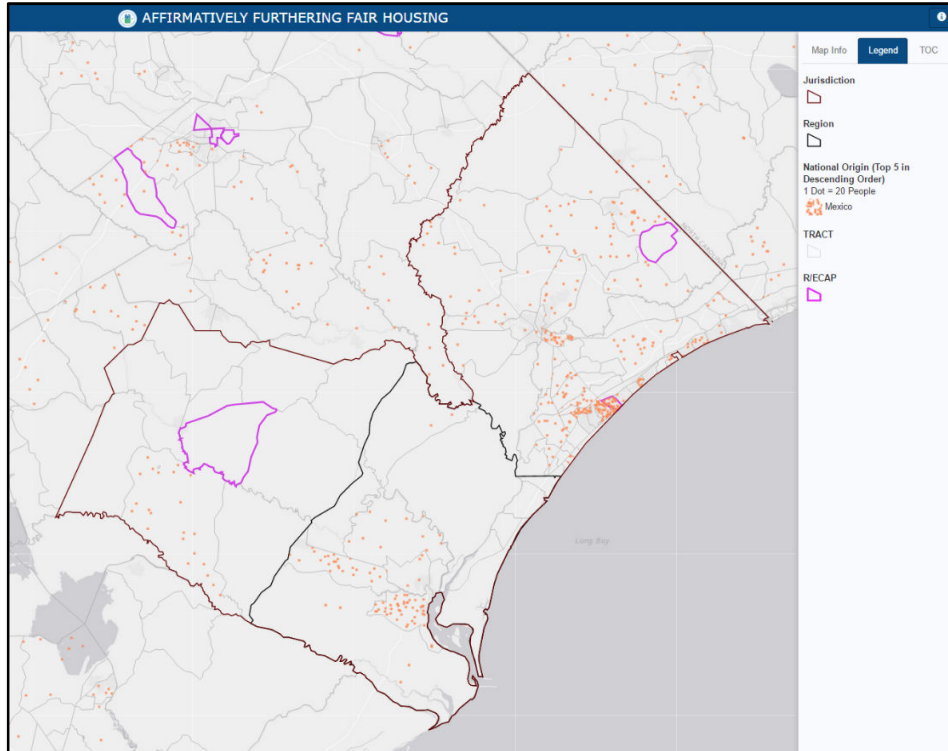 AFFIRMATIVELY FURTHERING FAIR HOUSING
Map Info Legend TOC
Jurisdiction
Region
National Origin (Top 5 in
Descending Order)
1 Dot = 20 People
Mexico
TRACT
R/ECAP
Long Bay